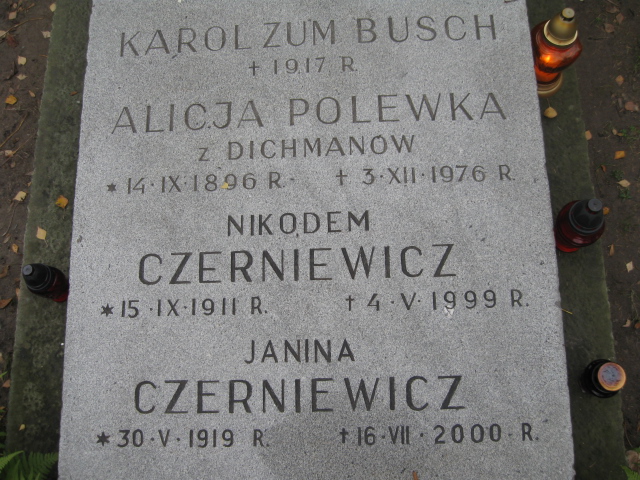 KAROL ZUM BUSCH
+ 1917 R.
ALICJA POLEWKA
Z DICHMANÓW
* 14·IX·1896 R. + 3·XII·1976 R.
NIKODEM
CZERNIEWICZ
* 15·IX·1911 R. + 4·V·1999 R.
JANINA
CZERNIEWICZ
* 30·V·1919 R. + 16·VII·2000·R.